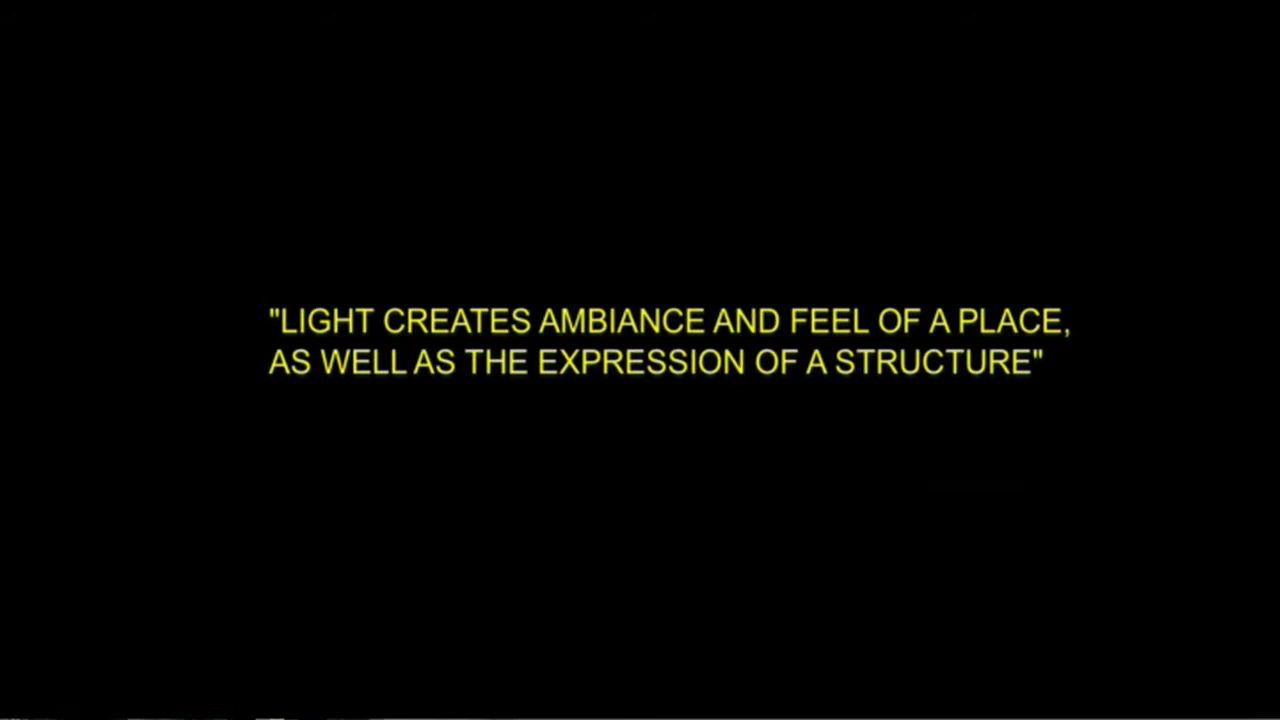 "LIGHT CREATES AMBIANCE AND FEEL OF A PLACE,
AS WELL AS THE EXPRESSION OF A STRUCTURE"